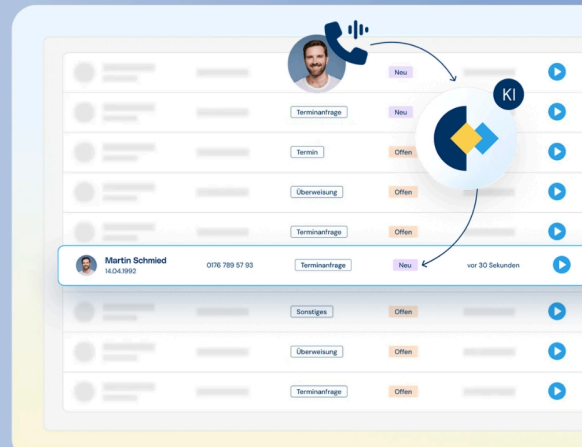 Neu
KI
Terminanfrage Neu
Termin Offen
Überweisung Offen
Terminanfrage Offen
Martin Schmied
14.04.1992
0176 789 57 93 Terminanfrage Neu vor 30 Sekunden
Sonstiges Offen
Überweisung Offen
Terminanfrage Offen